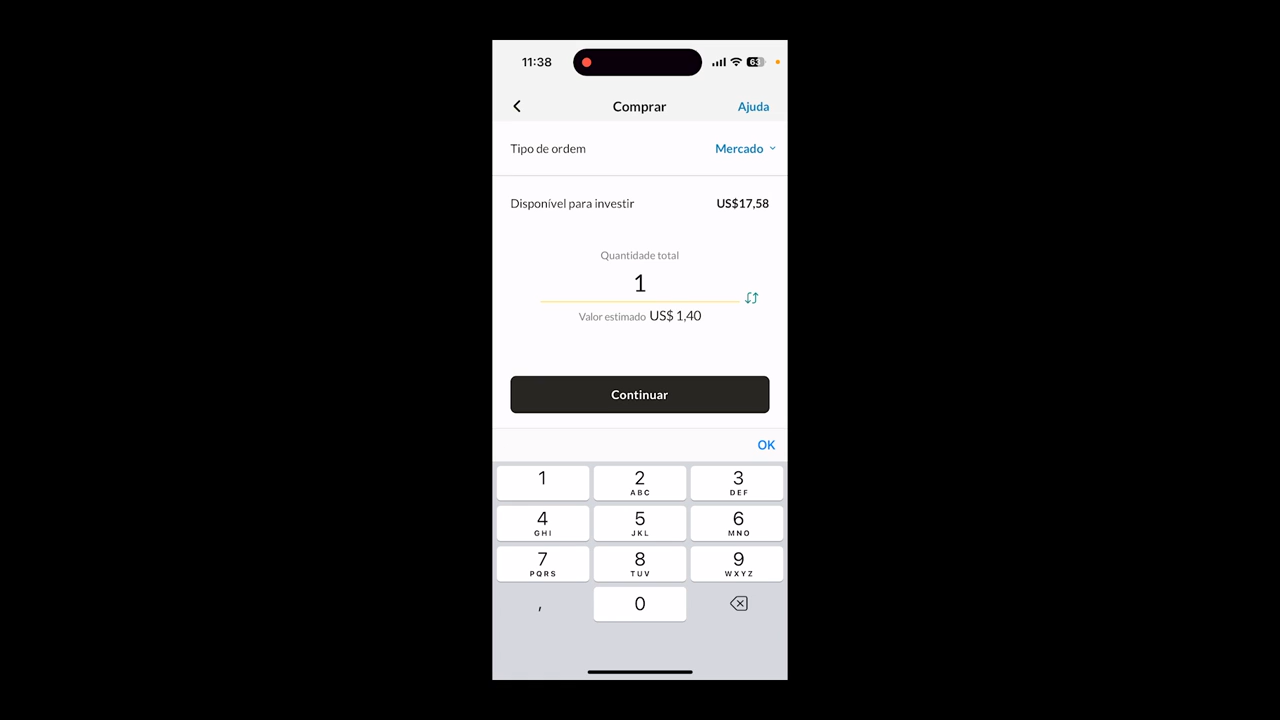 11:38
63
Comprar
Ajuda
Tipo de ordem
Mercado
Disponível para investir
US$17,58
Quantidade total
1
Valor estimado US$ 1,40
Continuar
OK
1
2
ABC
3
DEF
4
GHI
5
JKL
6
MNO
7
PQRS
8
TUV
9
WXYZ
,
0